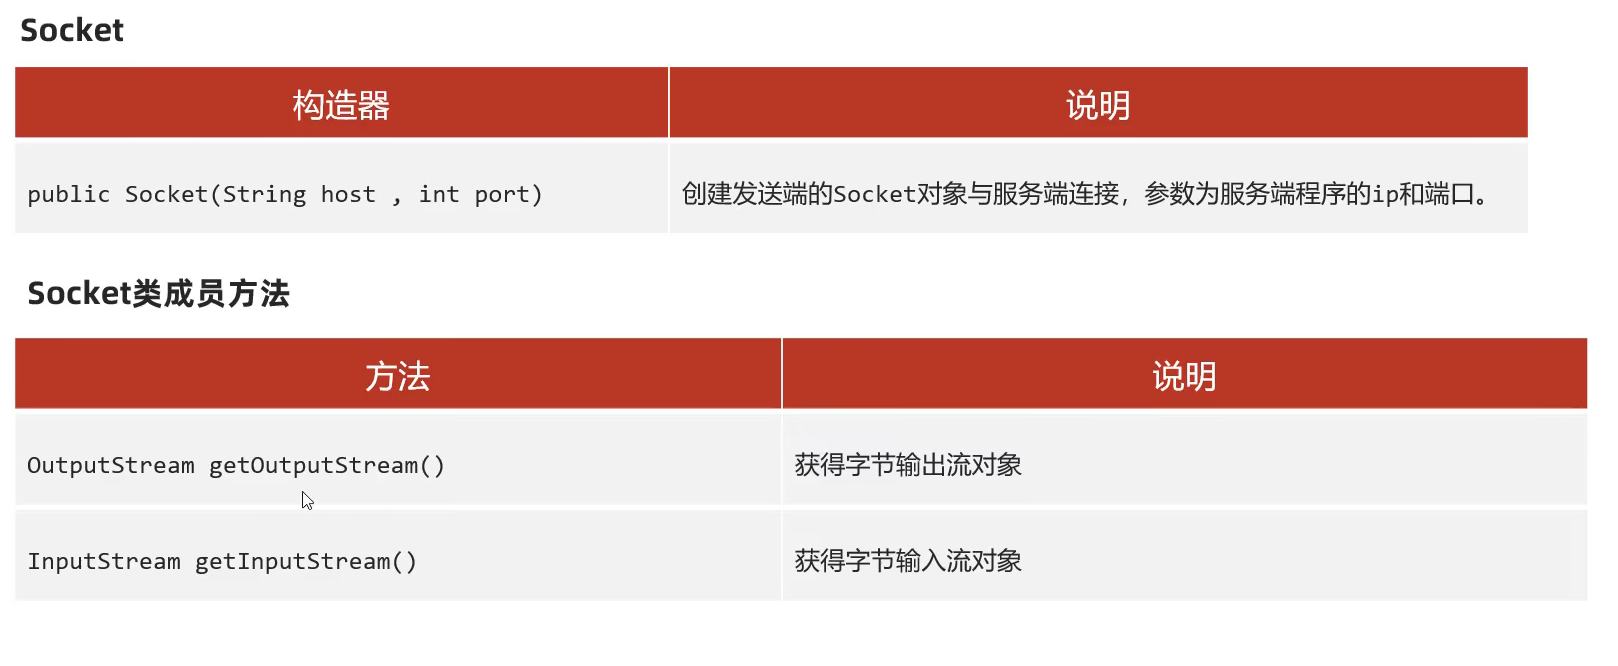 Socket
构造器 说明
public Socket(String host , int port) 创建发送端的Socket对象与服务端连接，参数为服务端程序的ip和端口。
Socket类成员方法
方法 说明
OutputStream getOutputStream() 获得字节输出流对象
InputStream getInputStream() 获得字节输入流对象